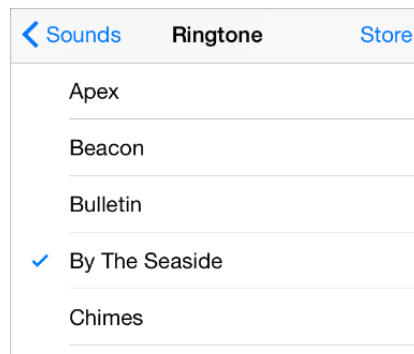 Sounds Ringtone Store
Apex
Beacon
Bulletin
By The Seaside
Chimes